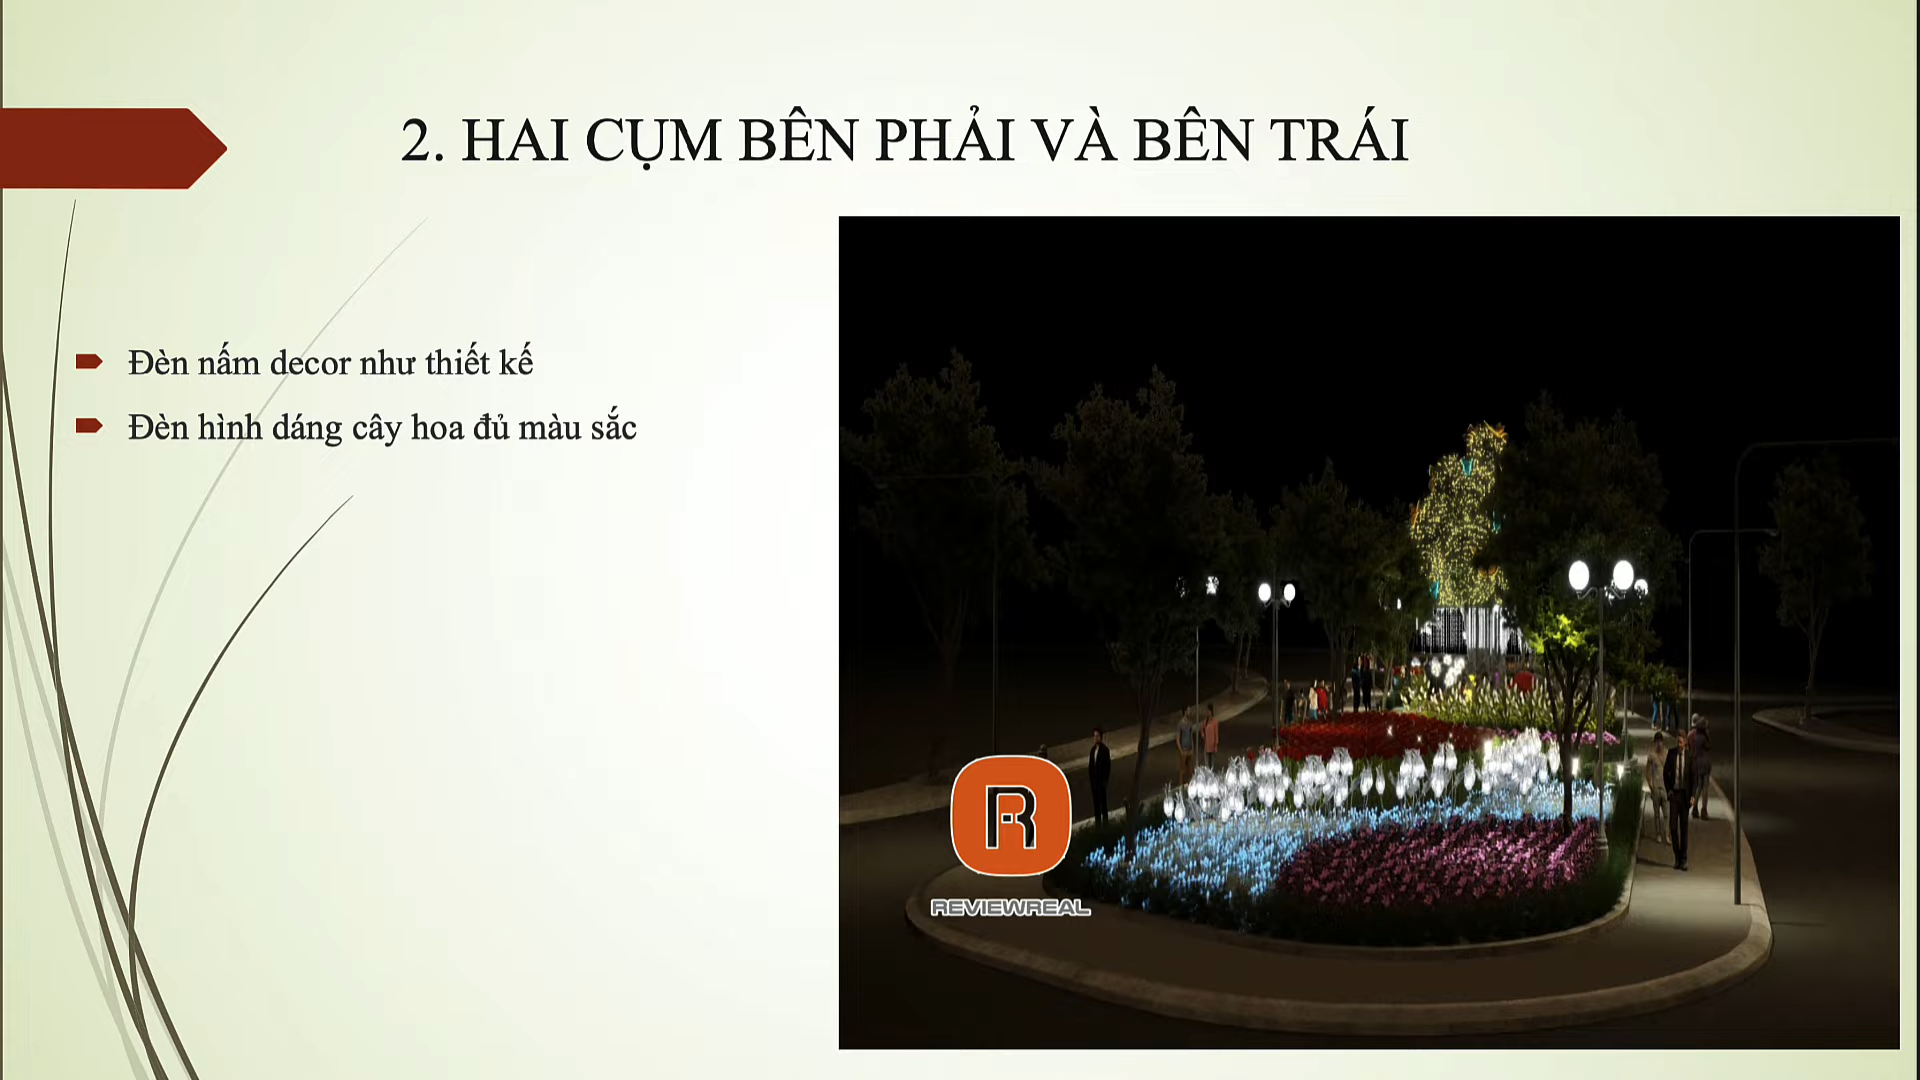 2. HAI CỤM BÊN PHẢI VÀ BÊN TRÁI
Đèn nấm decor như thiết kế
Đèn hình dáng cây hoa đủ màu sắc
R
REVIEWREAL